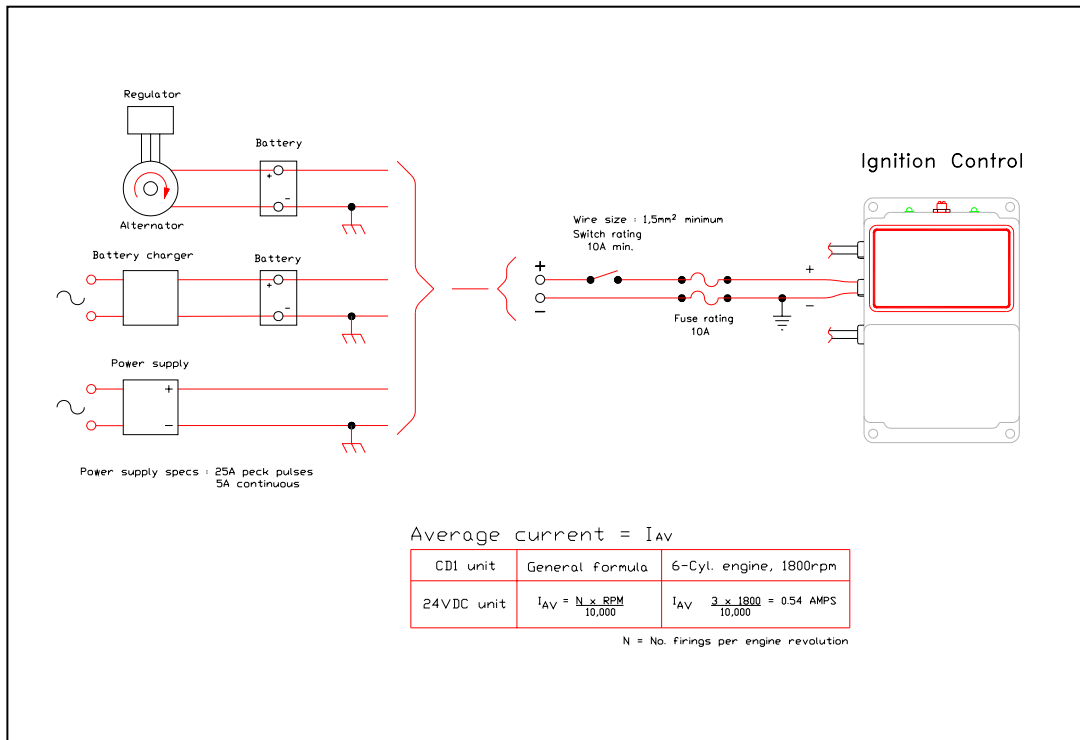 Regulator
Battery
+
-
Alternator
Battery charger
Battery
+
-
Power supply
+
-
Power supply specs : 25A peck pulses
5A continuous
Ignition Control
Wire size : 1,5mm² minimum
Switch rating
10A min.
+
-
+
-
Fuse rating
10A
Average current = IAV
CD1 unit
General formula
6-Cyl. engine, 1800rpm
24VDC unit
IAV = N x RPM
10,000
IAV 3 x 1800 = 0.54 AMPS
10,000
N = No. firings per engine revolution